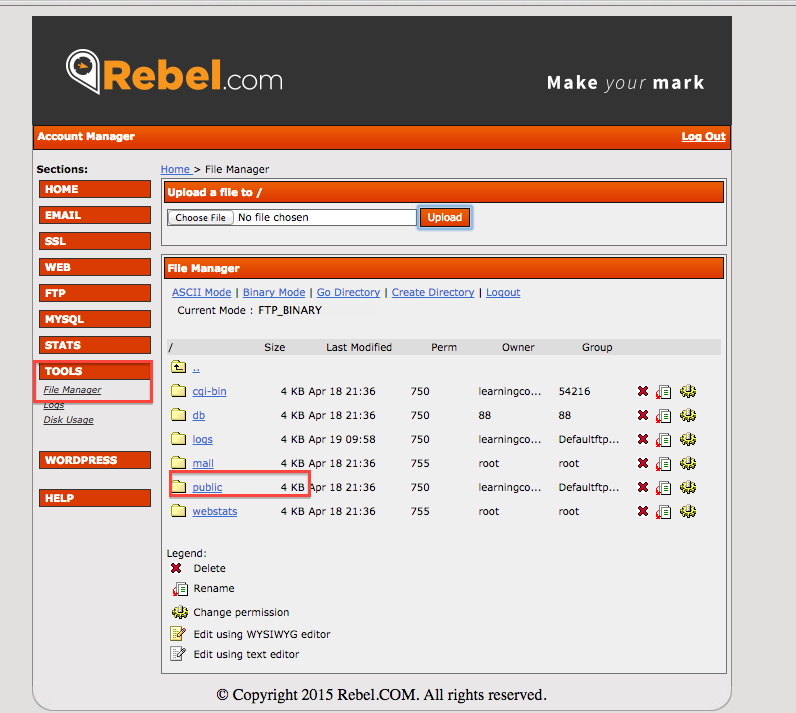 Rebel.com
Make your mark
Account Manager Log Out
Sections:
HOME
EMAIL
SSL
WEB
FTP
MYSQL
STATS
TOOLS
File Manager
Logs
Disk Usage
WORDPRESS
HELP
Home > File Manager
Upload a file to /
Choose File No file chosen Upload
File Manager
ASCII Mode | Binary Mode | Go Directory | Create Directory | Logout
Current Mode : FTP_BINARY
/ Size Last Modified Perm Owner Group
..
cgi-bin 4 KB Apr 18 21:36 750 learningco... 54216
db 4 KB Apr 18 21:36 750 88 88
logs 4 KB Apr 19 09:58 750 learningco... Defaultftp...
mail 4 KB Apr 18 21:36 755 root root
public 4 KB Apr 18 21:36 750 learningco... Defaultftp...
webstats 4 KB Apr 18 21:36 755 root root
Legend:
Delete
Rename
Change permission
Edit using WYSIWYG editor
Edit using text editor
© Copyright 2015 Rebel.COM. All rights reserved.